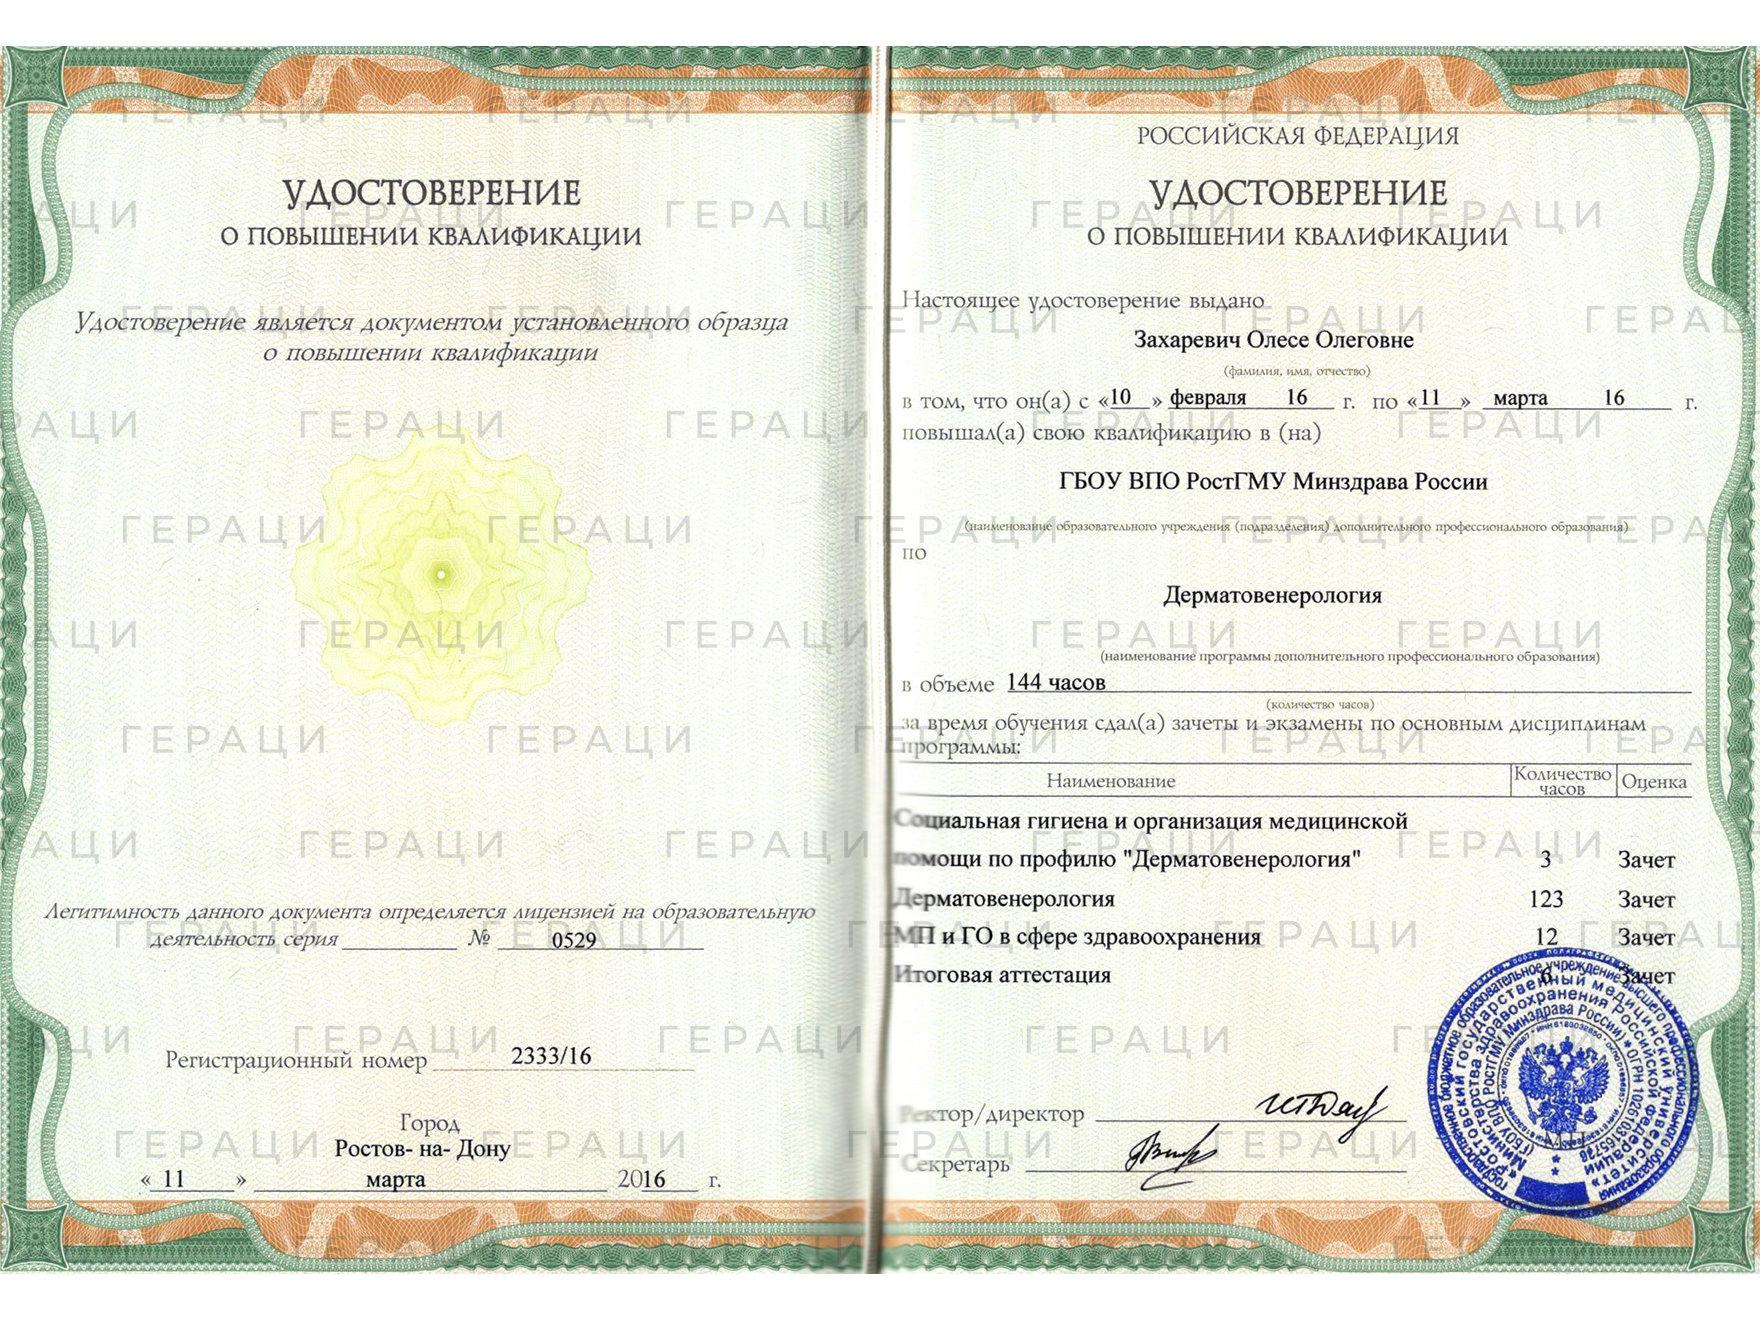 УДОСТОВЕРЕНИЕ
О ПОВЫШЕНИИ КВАЛИФИКАЦИИ
Удостоверение является документом установленного образца
о повышении квалификации
Легитимность данного документа определяется лицензией на образовательную
деятельность серия № 0529
Регистрационный номер 2333/16
Город
Ростов- на- Дону
« 11 » марта 2016 г.
РОССИЙСКАЯ ФЕДЕРАЦИЯ
УДОСТОВЕРЕНИЕ
О ПОВЫШЕНИИ КВАЛИФИКАЦИИ
Настоящее удостоверение выдано
Захаревич Олесе Олеговне
(фамилия, имя, отчество)
в том, что он(а) с «10 » февраля 16 г. по «11 » марта 16 г.
повышал(а) свою квалификацию в (на)
ГБОУ ВПО РостГМУ Минздрава России
(наименование образовательного учреждения (подразделения) дополнительного профессионального образования)
по
Дерматовенерология
(наименование программы дополнительного профессионального образования)
в объеме 144 часов
(количество часов)
за время обучения сдал(а) зачеты и экзамены по основным дисциплинам
программы:
Наименование Количество часов Оценка
Социальная гигиена и организация медицинской
помощи по профилю "Дерматовенерология" 3 Зачет
Дерматовенерология 123 Зачет
МП и ГО в сфере здравоохранения 12 Зачет
Итоговая аттестация 6 Зачет
Ректор/директор
Секретарь
ГЕРАЦИ